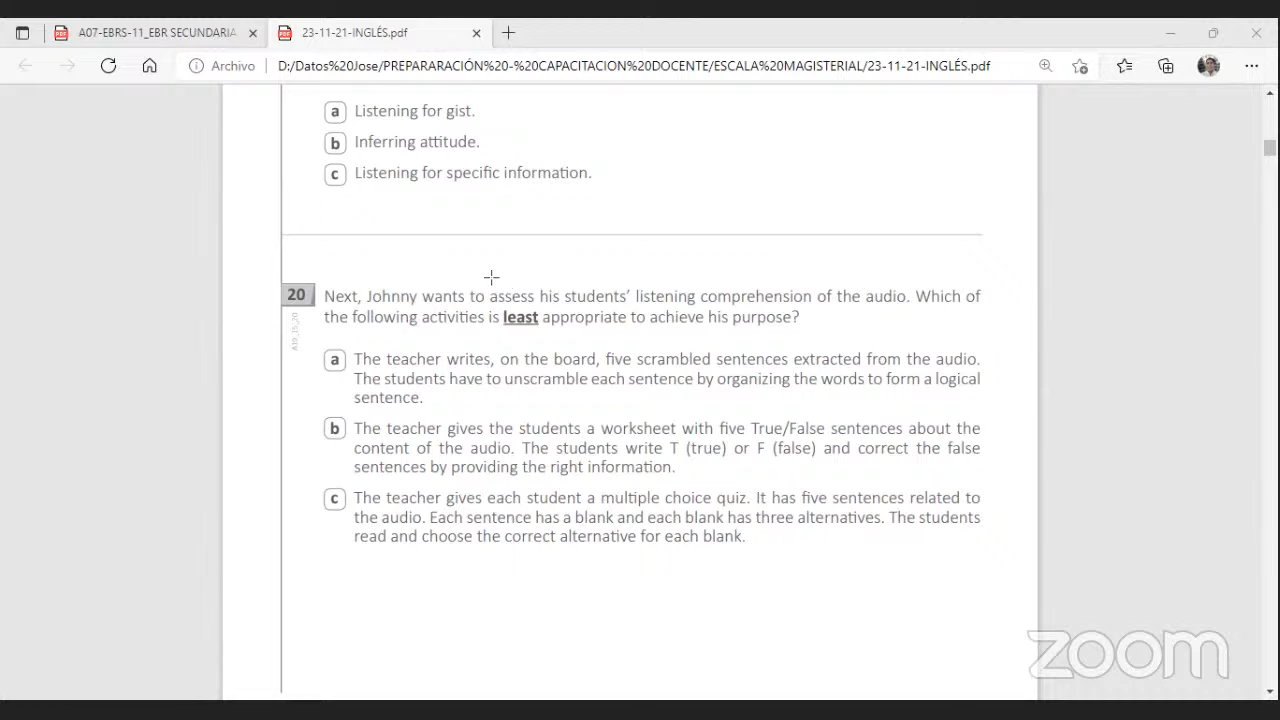 A07-EBRS-11_EBR SECUNDARIA
23-11-21-INGLÉS.pdf
Archivo
D:/Datos%20Jose/PREPARARACIÓN%20-%20CAPACITACION%20DOCENTE/ESCALA%20MAGISTERIAL/23-11-21-INGLÉS.pdf
a Listening for gist.
b Inferring attitude.
c Listening for specific information.
20 Next, Johnny wants to assess his students' listening comprehension of the audio. Which of
the following activities is least appropriate to achieve his purpose?
a The teacher writes, on the board, five scrambled sentences extracted from the audio.
The students have to unscramble each sentence by organizing the words to form a logical
sentence.
b The teacher gives the students a worksheet with five True/False sentences about the
content of the audio. The students write T (true) or F (false) and correct the false
sentences by providing the right information.
c The teacher gives each student a multiple choice quiz. It has five sentences related to
the audio. Each sentence has a blank and each blank has three alternatives. The students
read and choose the correct alternative for each blank.
zoom